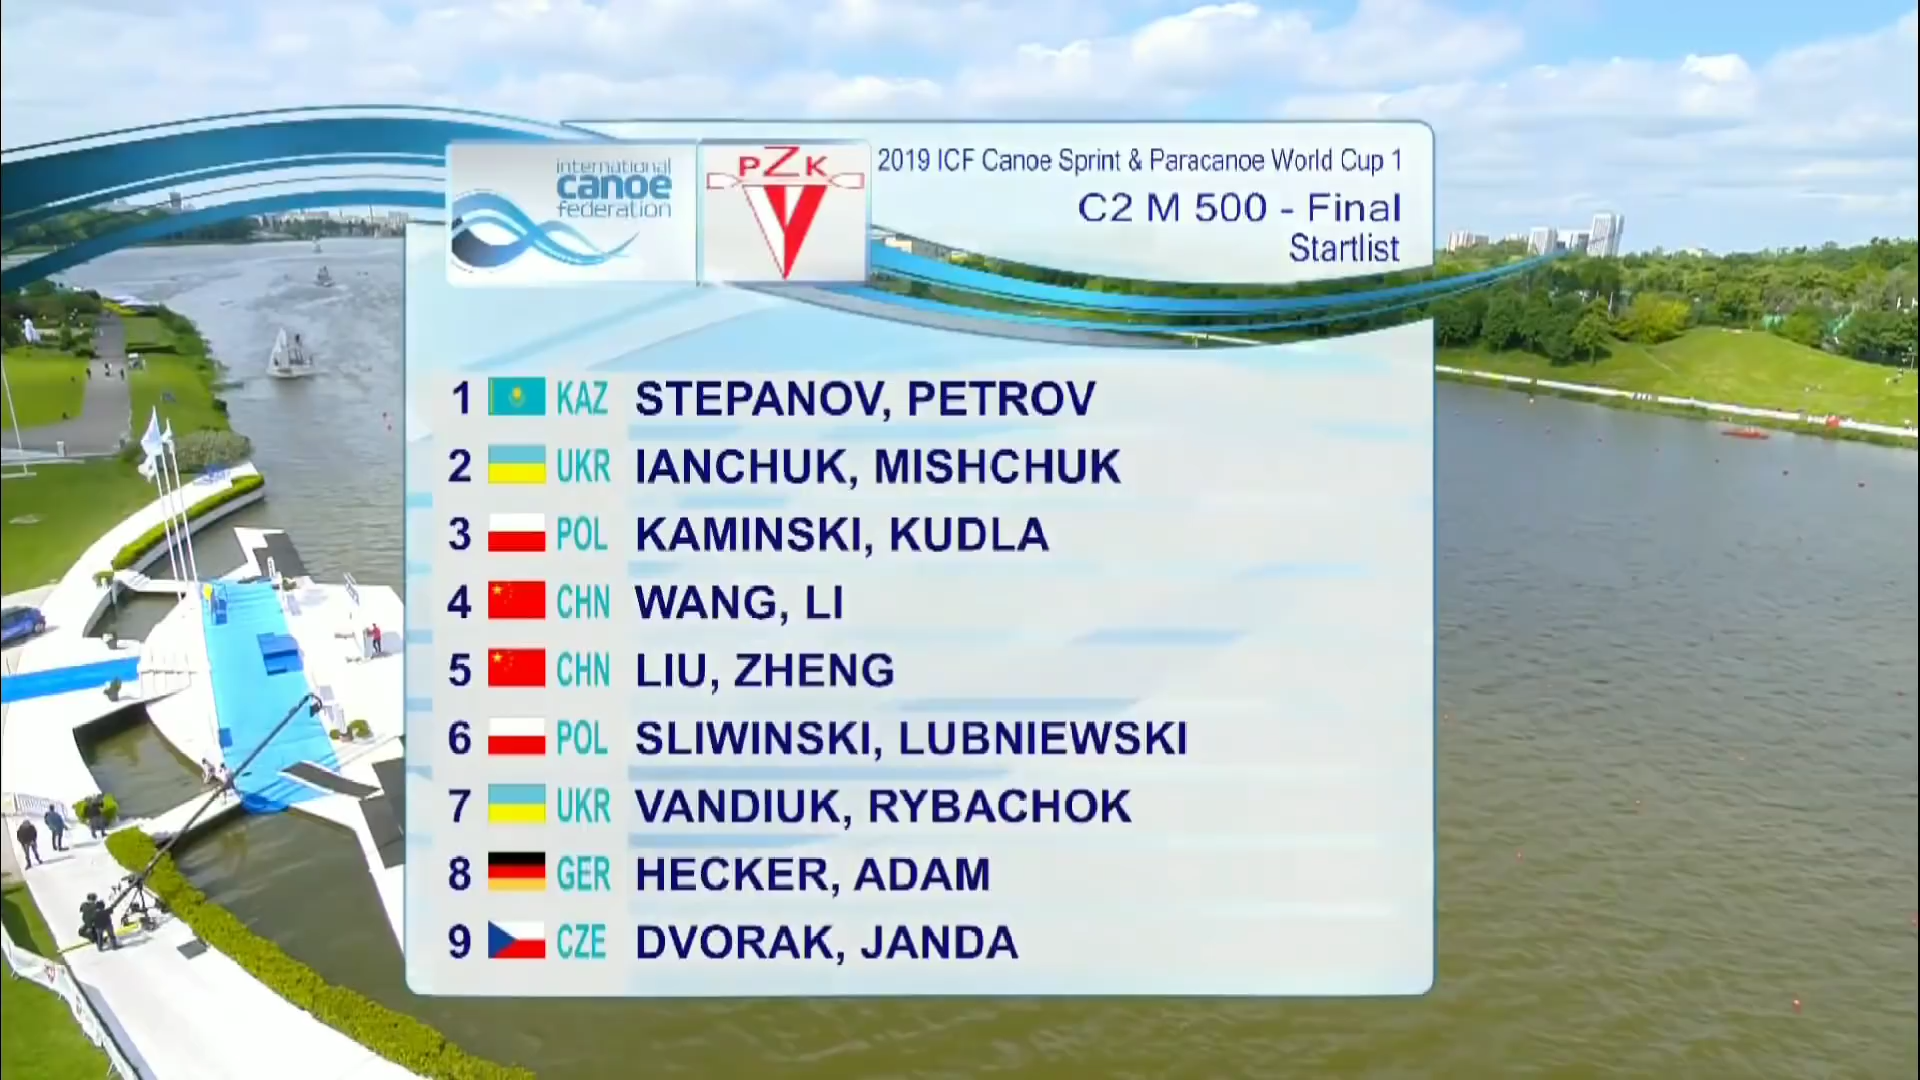 international
canoe
federation
PZK
2019 ICF Canoe Sprint & Paracanoe World Cup 1
C2 M 500 - Final
Startlist
1 KAZ STEPANOV, PETROV
2 UKR IANCHUK, MISHCHUK
3 POL KAMINSKI, KUDLA
4 CHN WANG, LI
5 CHN LIU, ZHENG
6 POL SLIWINSKI, LUBNIEWSKI
7 UKR VANDIUK, RYBACHOK
8 GER HECKER, ADAM
9 CZE DVORAK, JANDA